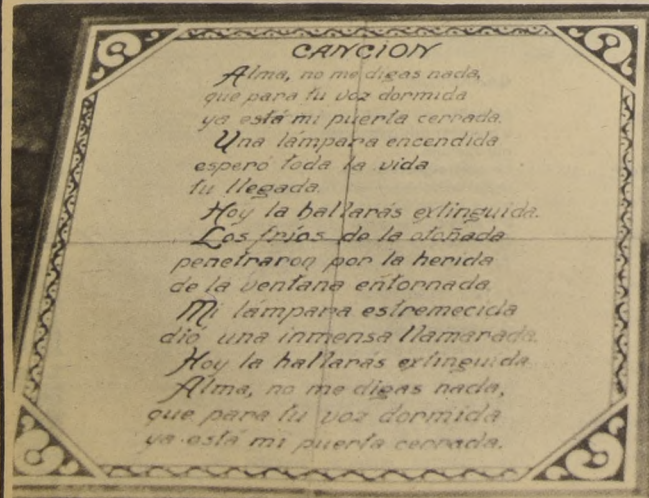 CANCION
Alma, no me digas nada,
que para tu voz dormida
ya está mi puerta cerrada.
Una lámpara encendida
esperó toda la vida
tu llegada.
Hoy la hallarás extinguida.
Los fríos de la otoñada
penetraron por la herida
de la ventana entornada.
Mi lámpara estremecida
dió una inmensa llamarada.
Hoy la hallarás extinguida.
Alma, no me digas nada,
que para tu voz dormida
ya está mi puerta cerrada.